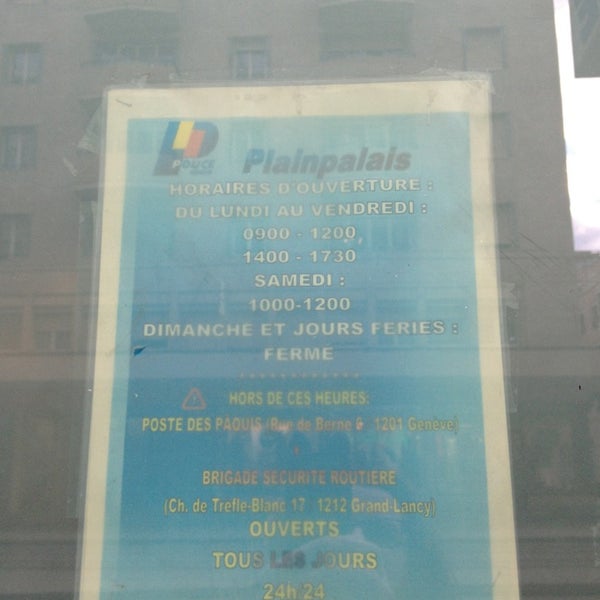 POLICE
Plainpalais
HORAIRES D'OUVERTURE :
DU LUNDI AU VENDREDI :
0900 - 1200
1400 - 1730
SAMEDI :
1000-1200
DIMANCHE ET JOURS FERIES :
FERME
HORS DE CES HEURES:
POSTE DES PÂQUIS (Rue de Berne 6 1201 Genève)
BRIGADE SECURITE ROUTIERE
(Ch. de Trefle-Blanc 17 1212 Grand-Lancy)
OUVERTS
TOUS LES JOURS
24h/24